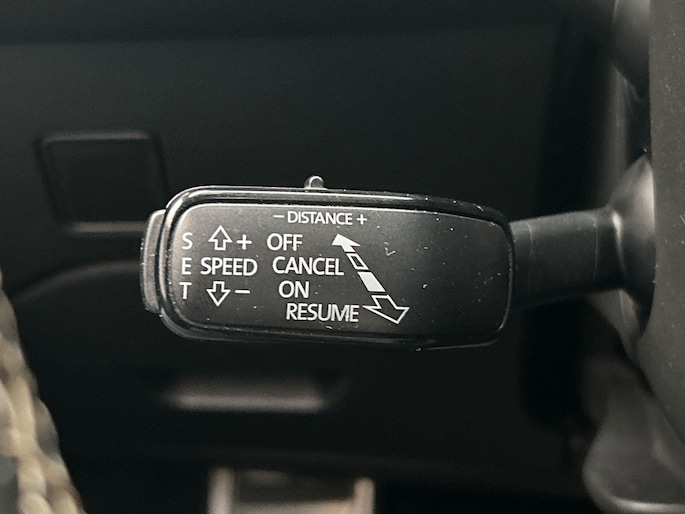 − DISTANCE +
S + OFF
E SPEED CANCEL
T − ON
RESUME